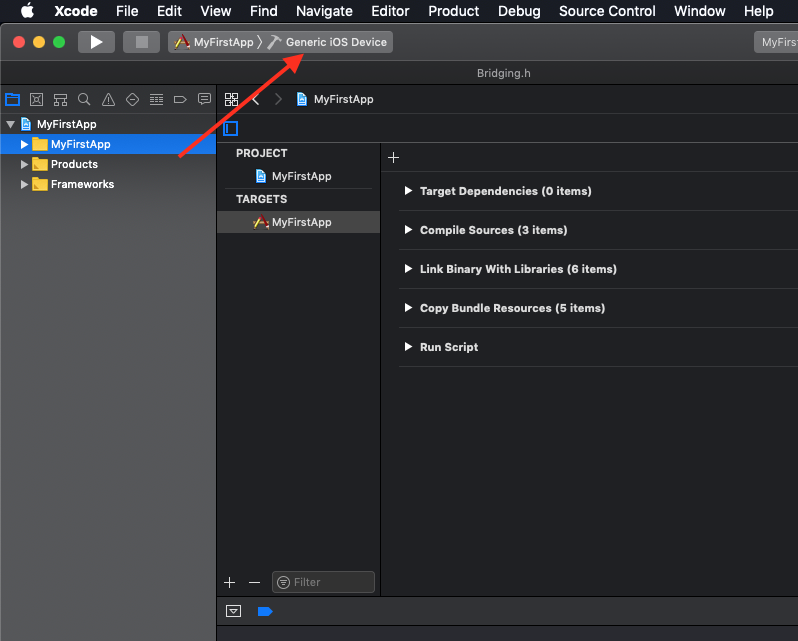 Xcode File Edit View Find Navigate Editor Product Debug Source Control Window Help
MyFirstApp Generic iOS Device
Bridging.h
MyFirstApp
MyFirstApp
MyFirstApp
Products
Frameworks
PROJECT
MyFirstApp
TARGETS
MyFirstApp
Filter
Target Dependencies (0 items)
Compile Sources (3 items)
Link Binary With Libraries (6 items)
Copy Bundle Resources (5 items)
Run Script